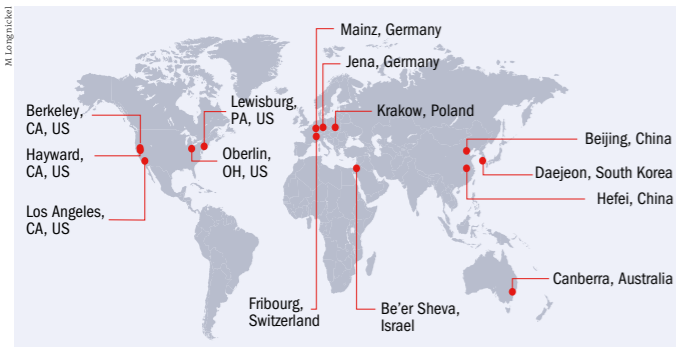 M Longnickel
Mainz, Germany
Jena, Germany
Krakow, Poland
Berkeley,
CA, US
Lewisburg,
PA, US
Hayward,
CA, US
Oberlin,
OH, US
Los Angeles,
CA, US
Beijing, China
Daejeon, South Korea
Hefei, China
Canberra, Australia
Fribourg,
Switzerland
Be'er Sheva,
Israel